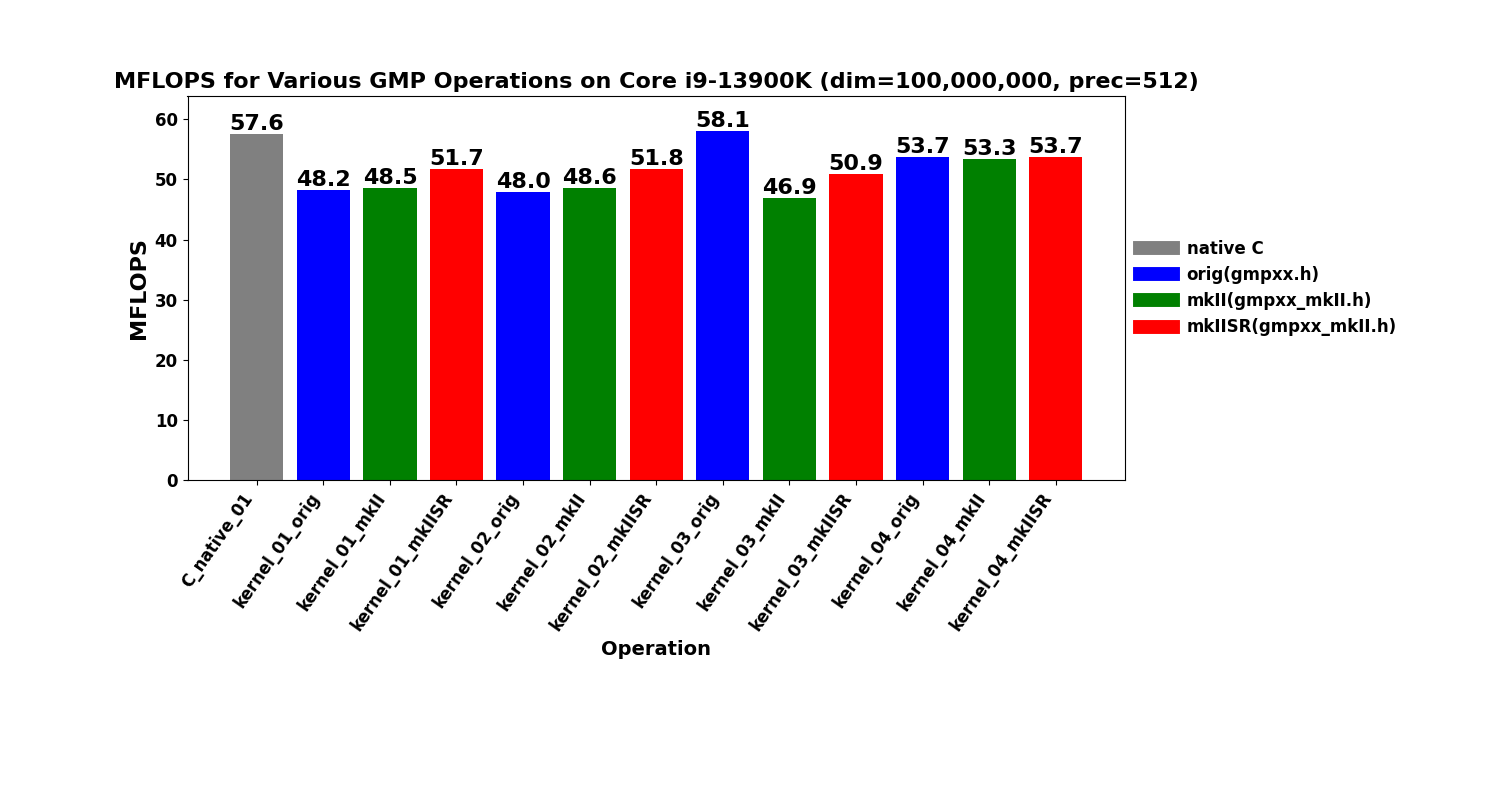 MFLOPS for Various GMP Operations on Core i9-13900K (dim=100,000,000, prec=512)
MFLOPS
60
50
40
30
20
10
0
57.6
48.2
48.5
51.7
48.0
48.6
51.8
58.1
46.9
50.9
53.7
53.3
53.7
C_native_01
kernel_01_orig
kernel_01_mkII
kernel_01_mkIISR
kernel_02_orig
kernel_02_mkII
kernel_02_mkIISR
kernel_03_orig
kernel_03_mkII
kernel_03_mkIISR
kernel_04_orig
kernel_04_mkII
kernel_04_mkIISR
Operation
native C
orig(gmpxx.h)
mkII(gmpxx_mkII.h)
mkIISR(gmpxx_mkII.h)